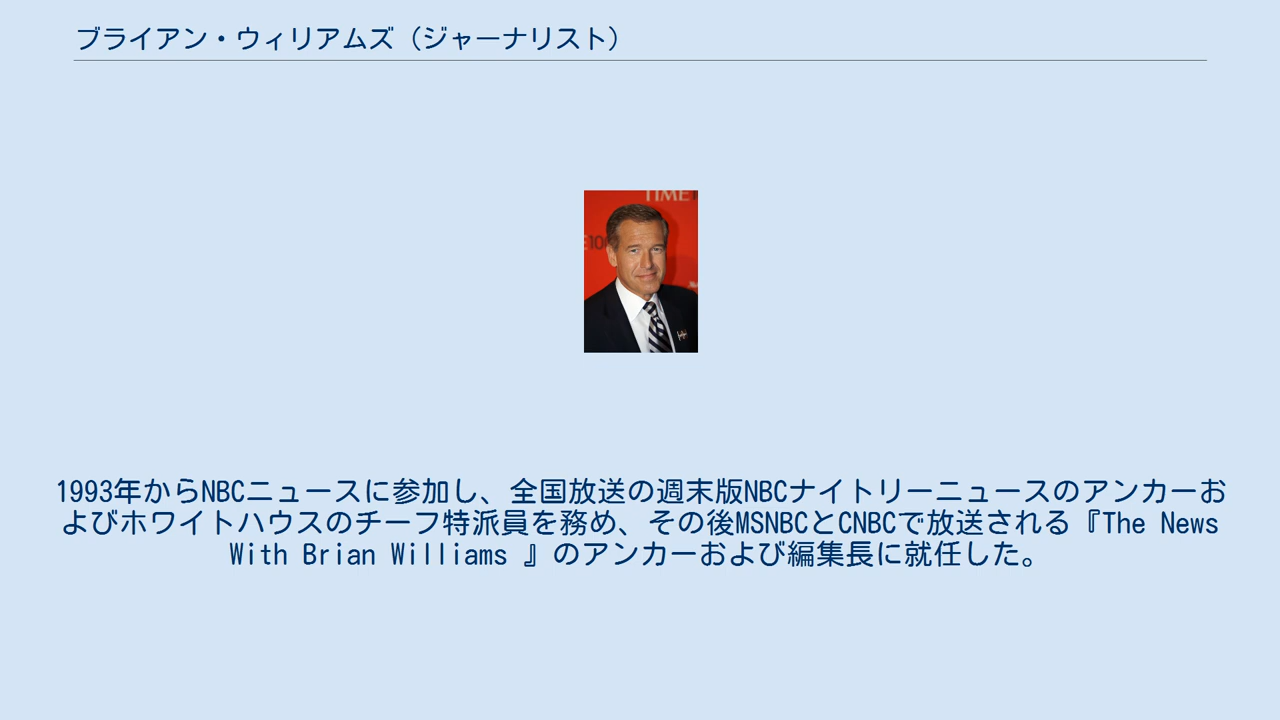 ブライアン・ウィリアムズ（ジャーナリスト）
TIME
100
1993年からNBCニュースに参加し、全国放送の週末版NBCナイトリーニュースのアンカーお
よびホワイトハウスのチーフ特派員を務め、その後MSNBCとCNBCで放送される『The News
With Brian Williams 』のアンカーおよび編集長に就任した。